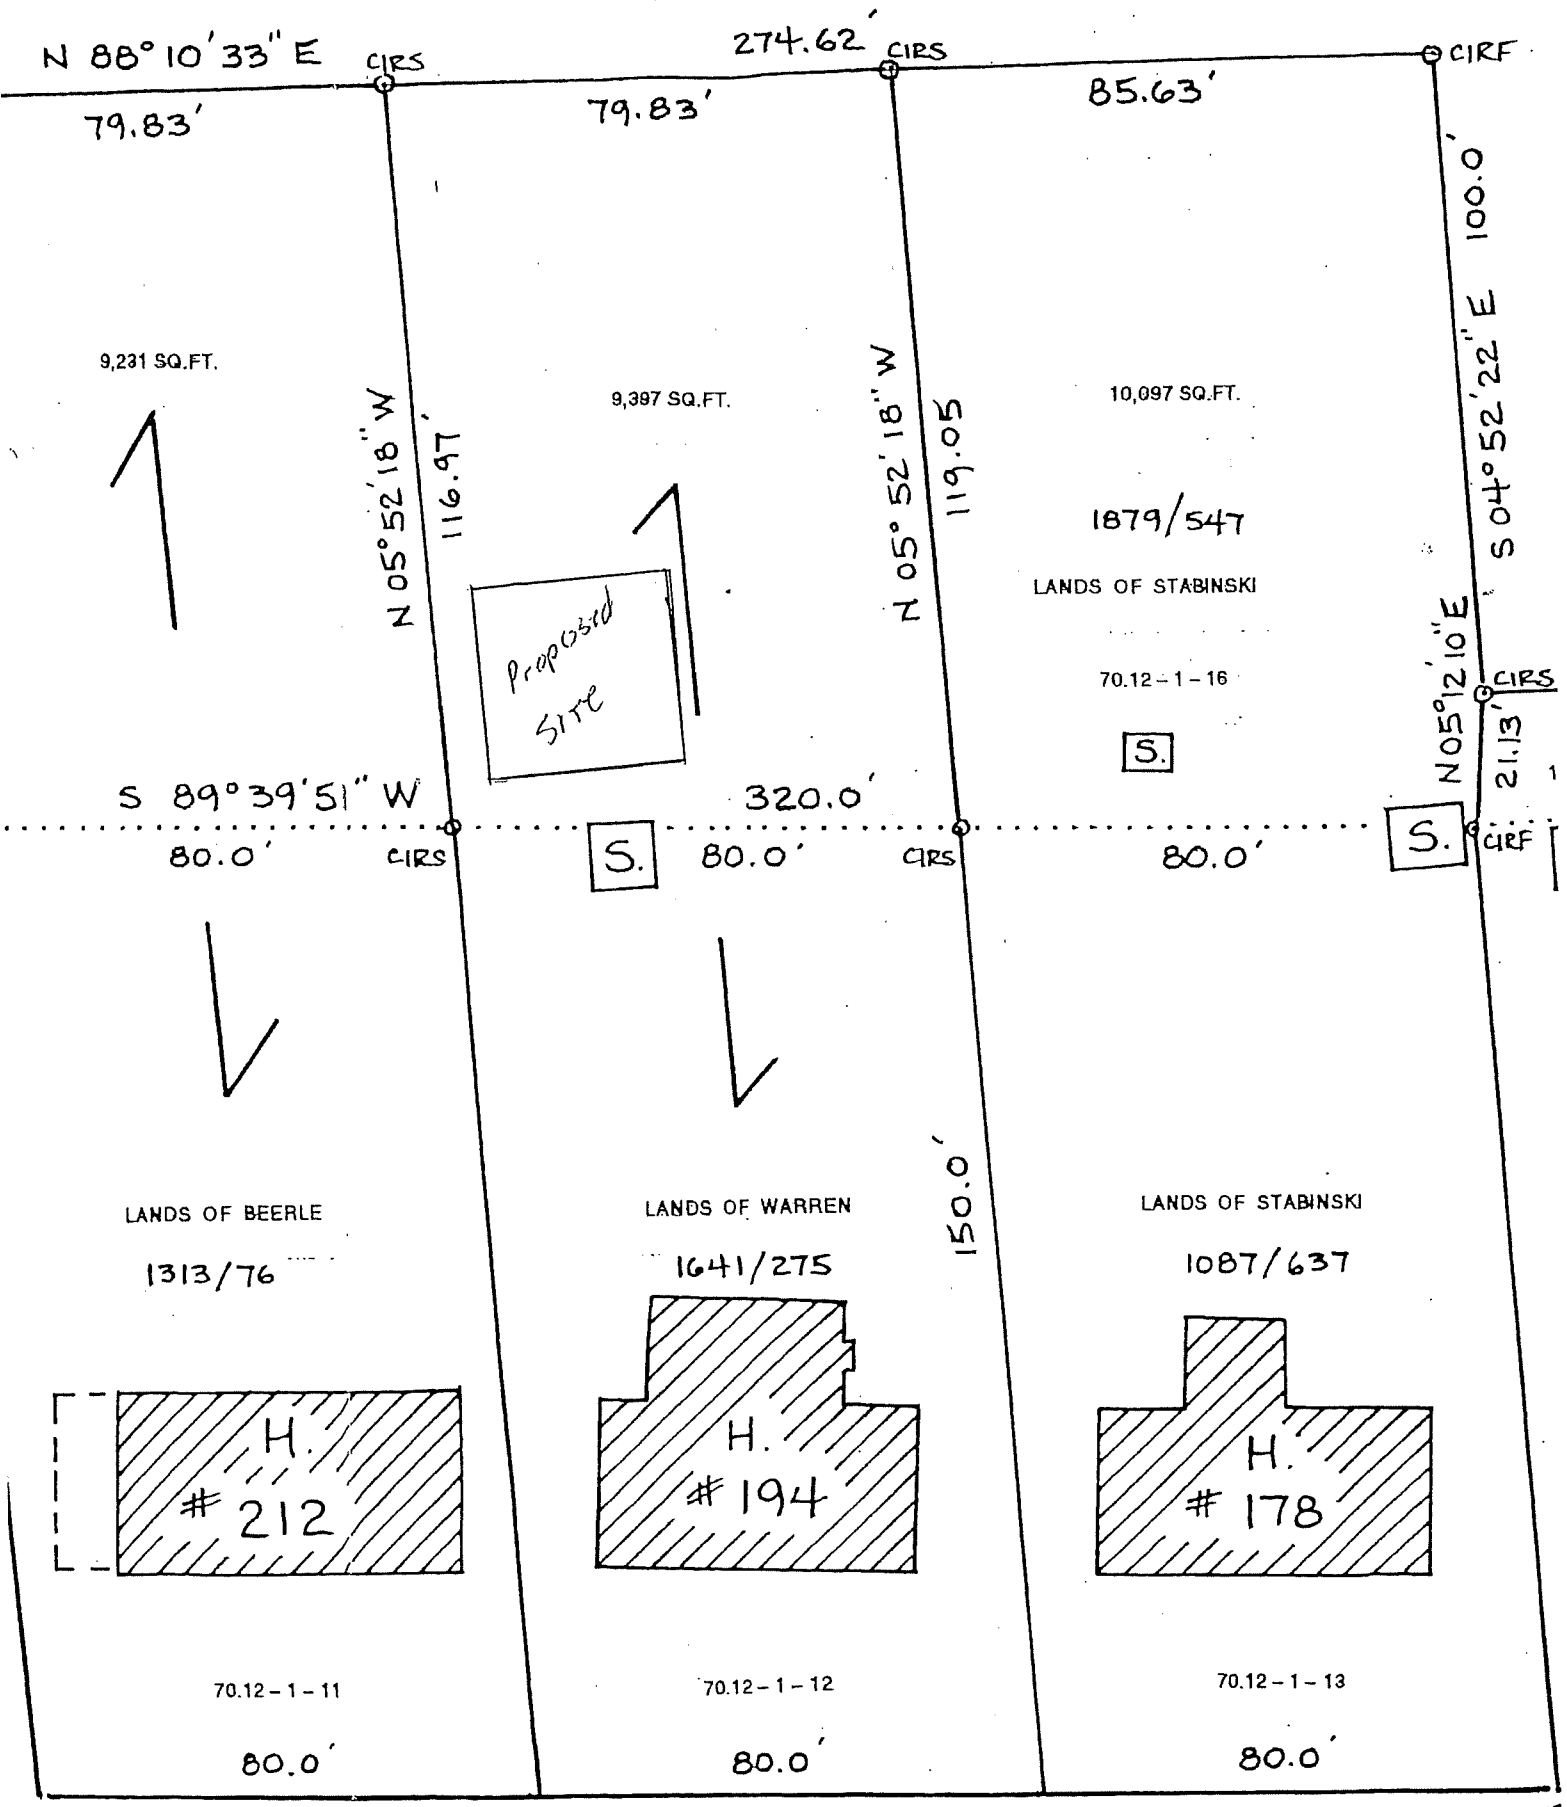 N 88° 10' 33" E
CIRS
274.62'
CIRS
CIRF
79.83'
79.83'
85.63'
100.0'
S 04° 52' 22" E
9,231 SQ.FT.
9,397 SQ.FT.
10,097 SQ.FT.
N 05° 52' 18" W
116.97'
N 05° 52' 18" W
119.05
1879/547
LANDS OF STABINSKI
70.12-1-16
Proposed
Site
S.
N 05° 12' 10" E
21.13'
CIRS
1
S 89° 39' 51" W
320.0'
80.0'
CIRS
S.
80.0'
CIRS
80.0'
S.
CIRF
150.0'
LANDS OF BEERLE
1313/76
LANDS OF WARREN
1641/275
LANDS OF STABINSKI
1087/637
H.
# 212
H.
# 194
H.
# 178
70.12-1-11
70.12-1-12
70.12-1-13
80.0'
80.0'
80.0'